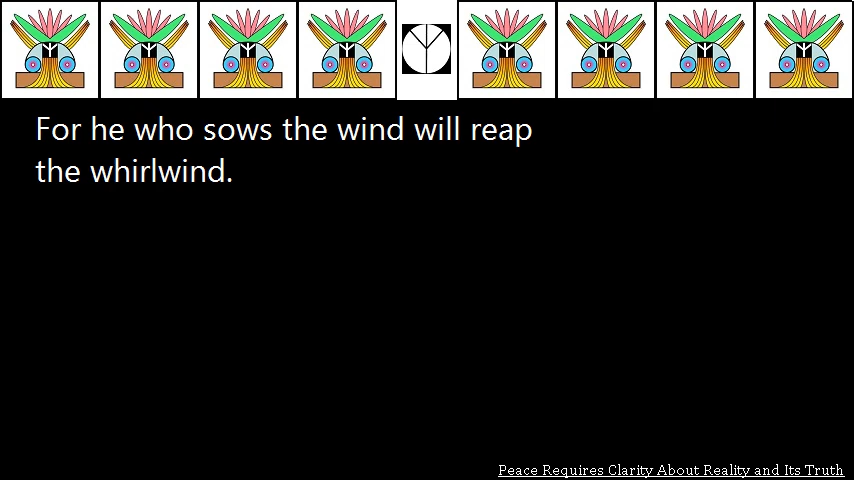 For he who sows the wind will reap
the whirlwind.
Peace Requires Clarity About Reality and Its Truth